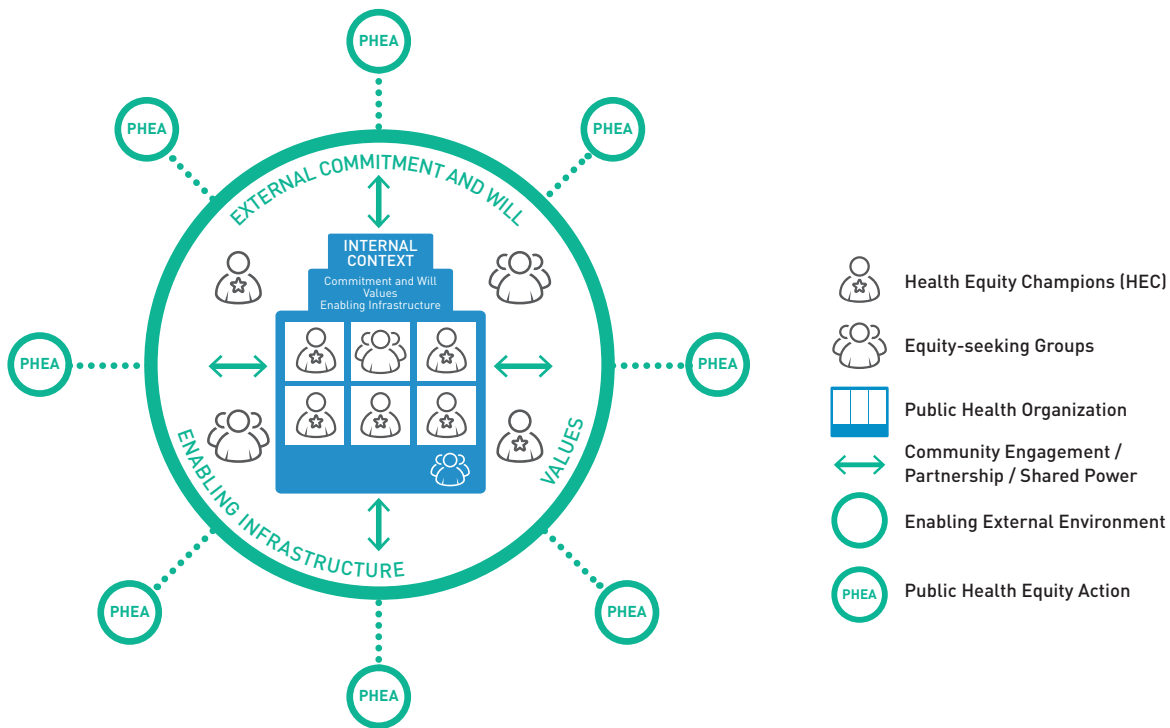 PHEA
PHEA
PHEA
EXTERNAL COMMITMENT AND WILL
INTERNAL
CONTEXT
Commitment and Will
Values
Enabling Infrastructure
PHEA
PHEA
ENABLING INFRASTRUCTURE
VALUES
PHEA
PHEA
PHEA
Health Equity Champions (HEC)
Equity-seeking Groups
Public Health Organization
Community Engagement /
Partnership / Shared Power
Enabling External Environment
PHEA
Public Health Equity Action